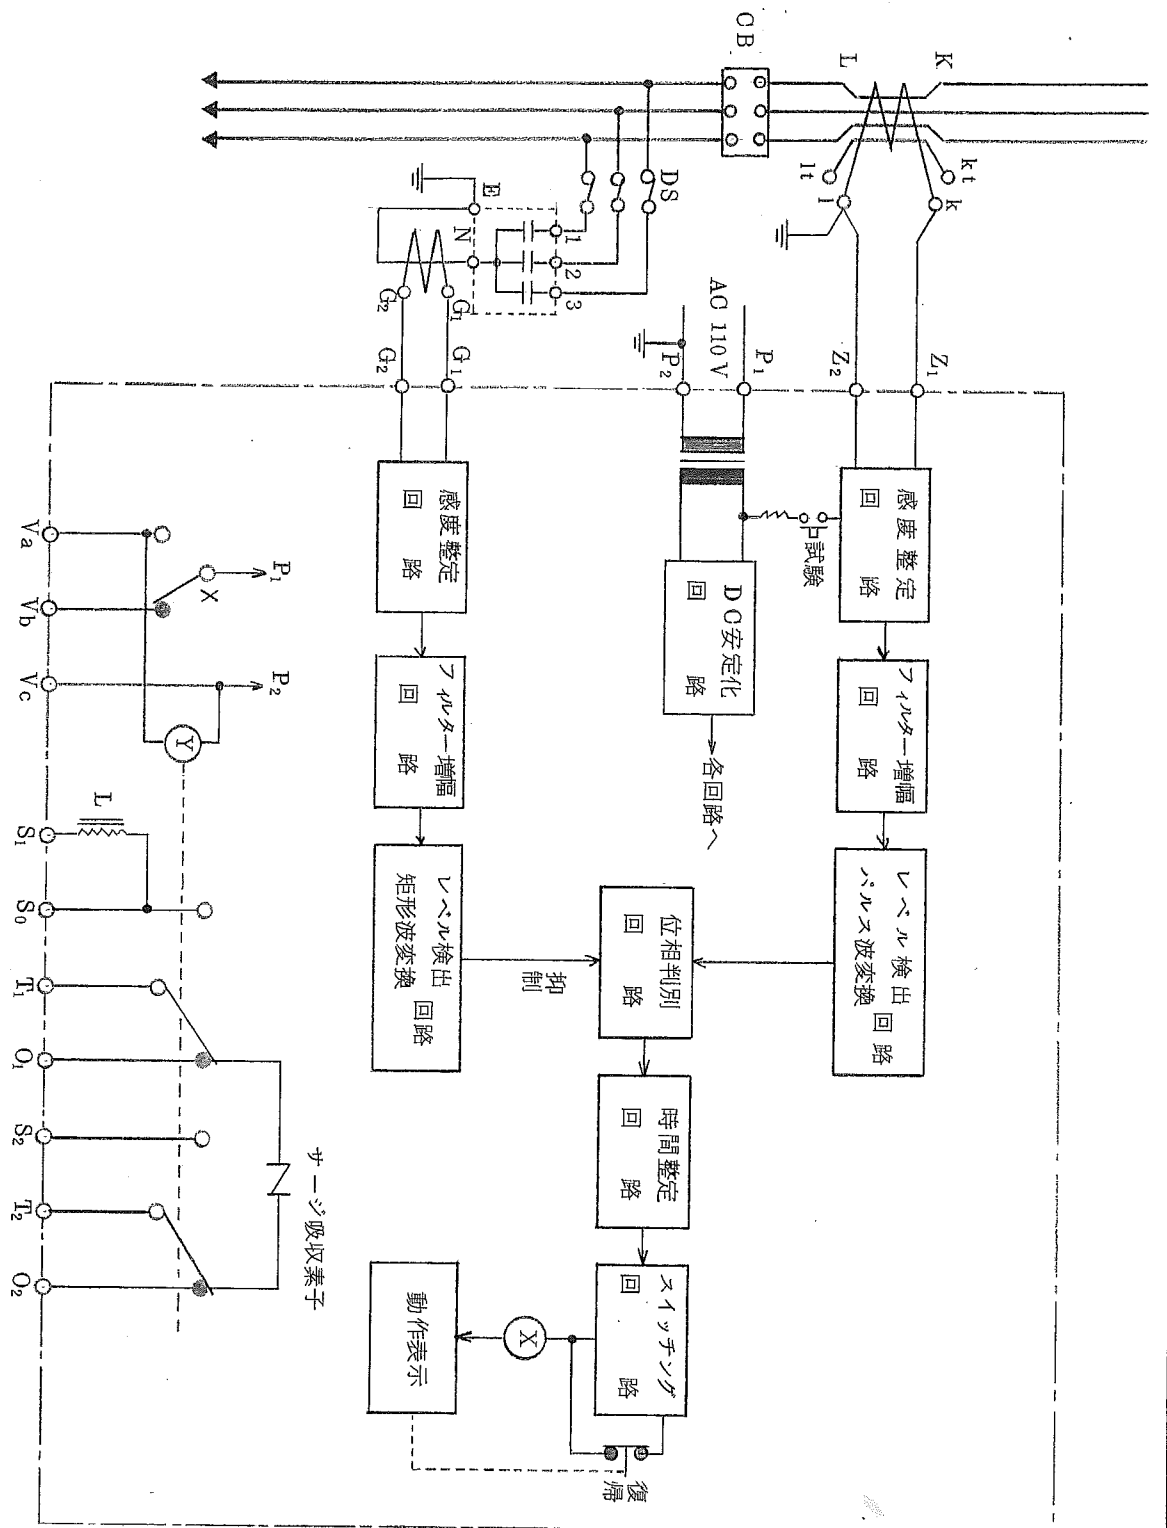 CB
L
K
lt
kt
l
k
DS
E
N
1
2
3
G₂
G₁
G₂
G₁
AC 110V
P₂
P₁
Z₂
Z₁
感度整定
回路
フィルター増幅
回路
レベル検出
パルス波変換
回路
試験
DC安定化
回路
各回路へ
感度整定
回路
フィルター増幅
回路
レベル検出
矩形波変換
回路
抑制
位相判別
回路
時間整定
回路
スイッチング
回路
X
動作表示
復帰
P₁
X
P₂
Y
L
サージ吸収素子
Va
Vb
Vc
S₁
S₀
T₁
O₁
S₂
T₂
O₂